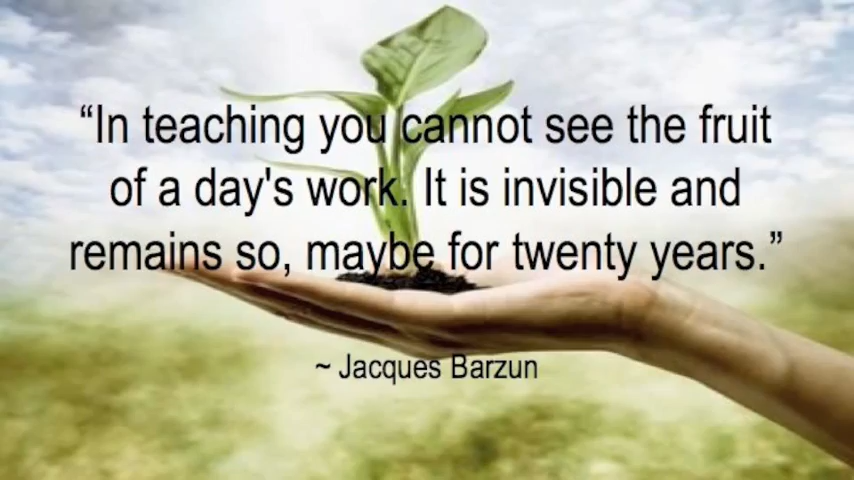 “In teaching you cannot see the fruit
of a day's work. It is invisible and
remains so, maybe for twenty years.”
~ Jacques Barzun